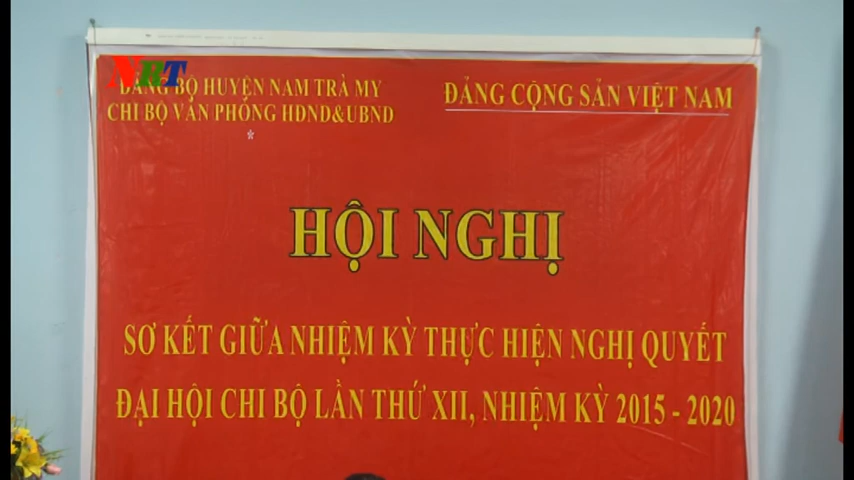 NRT
ĐẢNG BỘ HUYỆN NAM TRÀ MY
CHI BỘ VĂN PHÒNG HDND&UBND
*
ĐẢNG CỘNG SẢN VIỆT NAM
HỘI NGHỊ
SƠ KẾT GIỮA NHIỆM KỲ THỰC HIỆN NGHỊ QUYẾT
ĐẠI HỘI CHI BỘ LẦN THỨ XII, NHIỆM KỲ 2015 - 2020